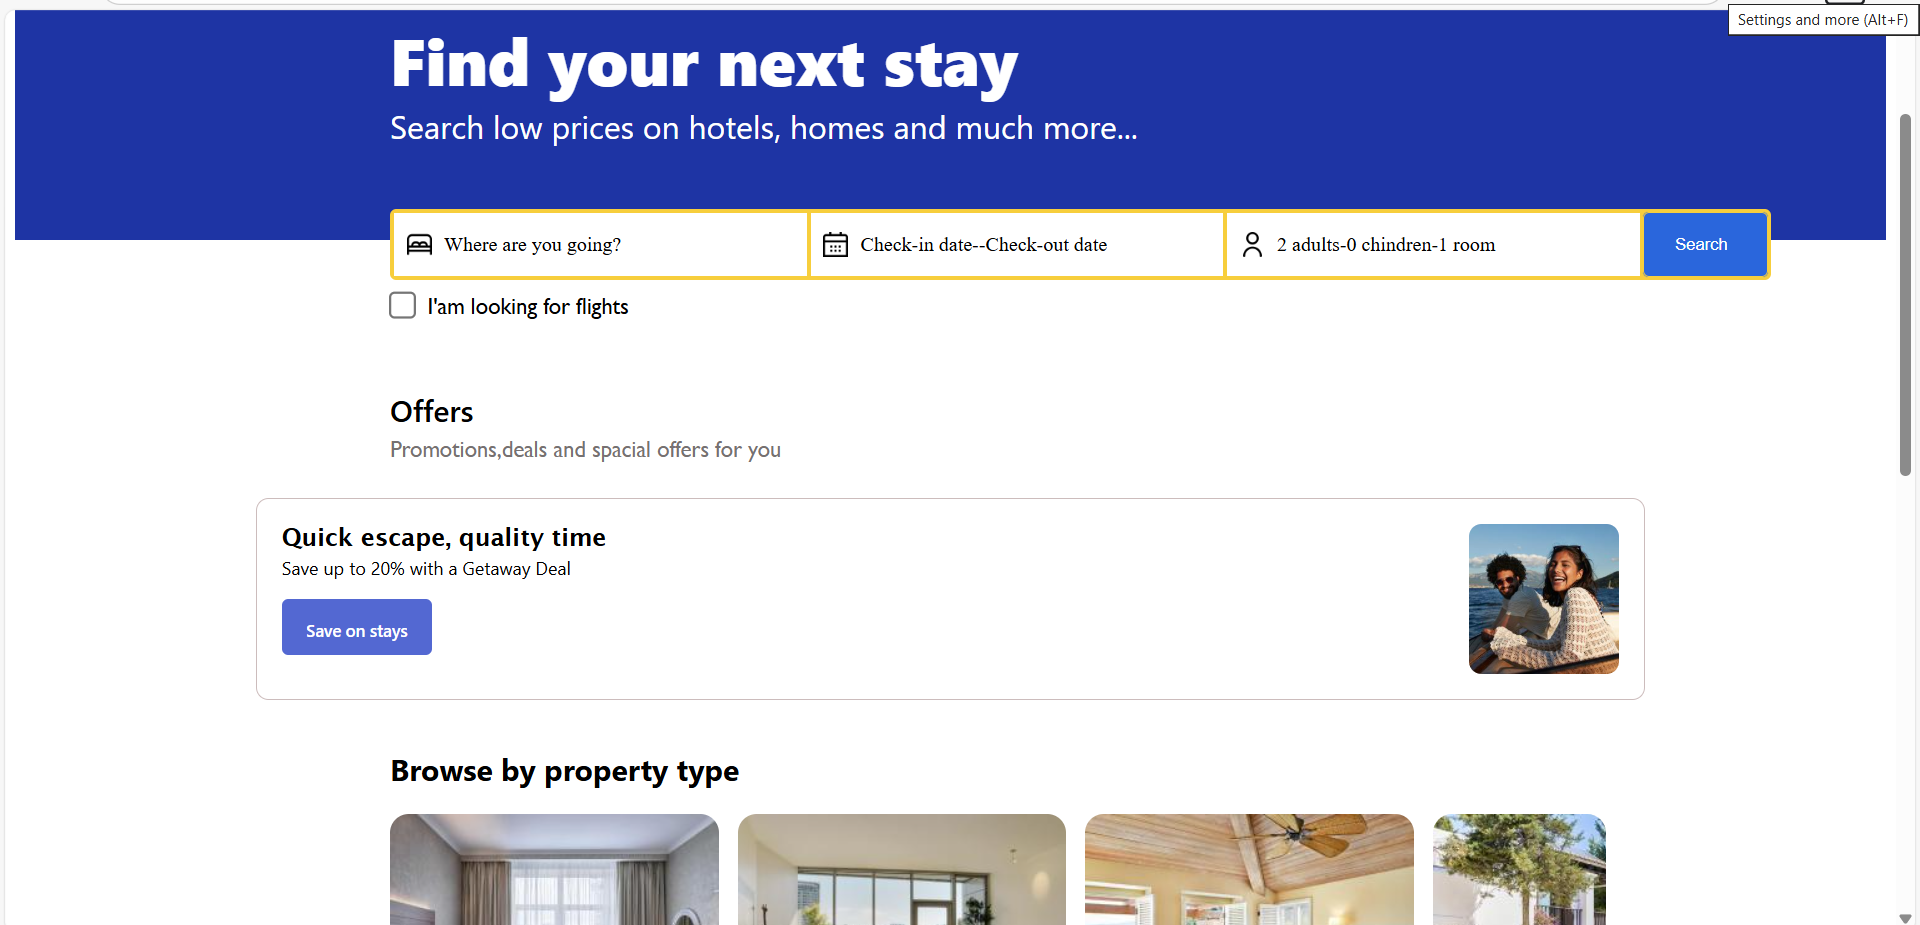 Settings and more (Alt+F)
Find your next stay
Search low prices on hotels, homes and much more...
Where are you going?
Check-in date--Check-out date
2 adults-0 chindren-1 room
Search
I'am looking for flights
Offers
Promotions,deals and spacial offers for you
Quick escape, quality time
Save up to 20% with a Getaway Deal
Save on stays
Browse by property type